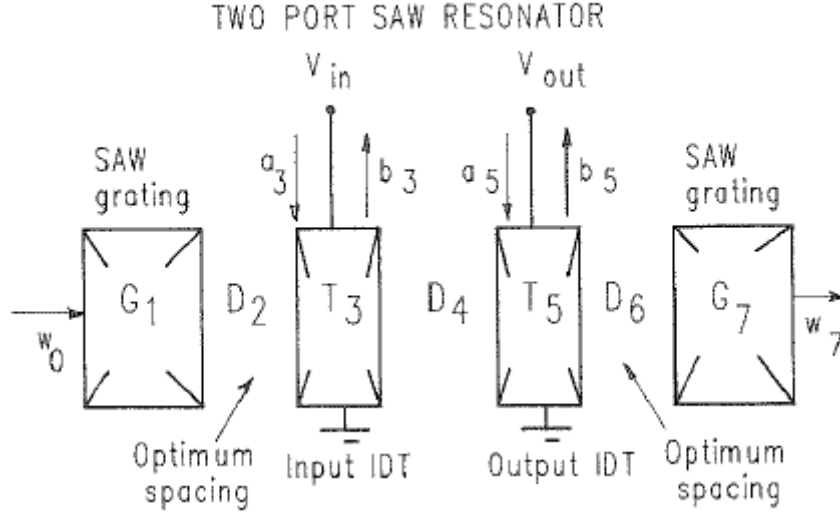 TWO PORT SAW RESONATOR
V in
V out
SAW
grating
a 3
b 3
a 5
b 5
SAW
grating
G 1
D 2
T 3
D 4
T 5
D 6
G 7
w 0
w 7
Optimum
spacing
Input IDT
Output IDT
Optimum
spacing